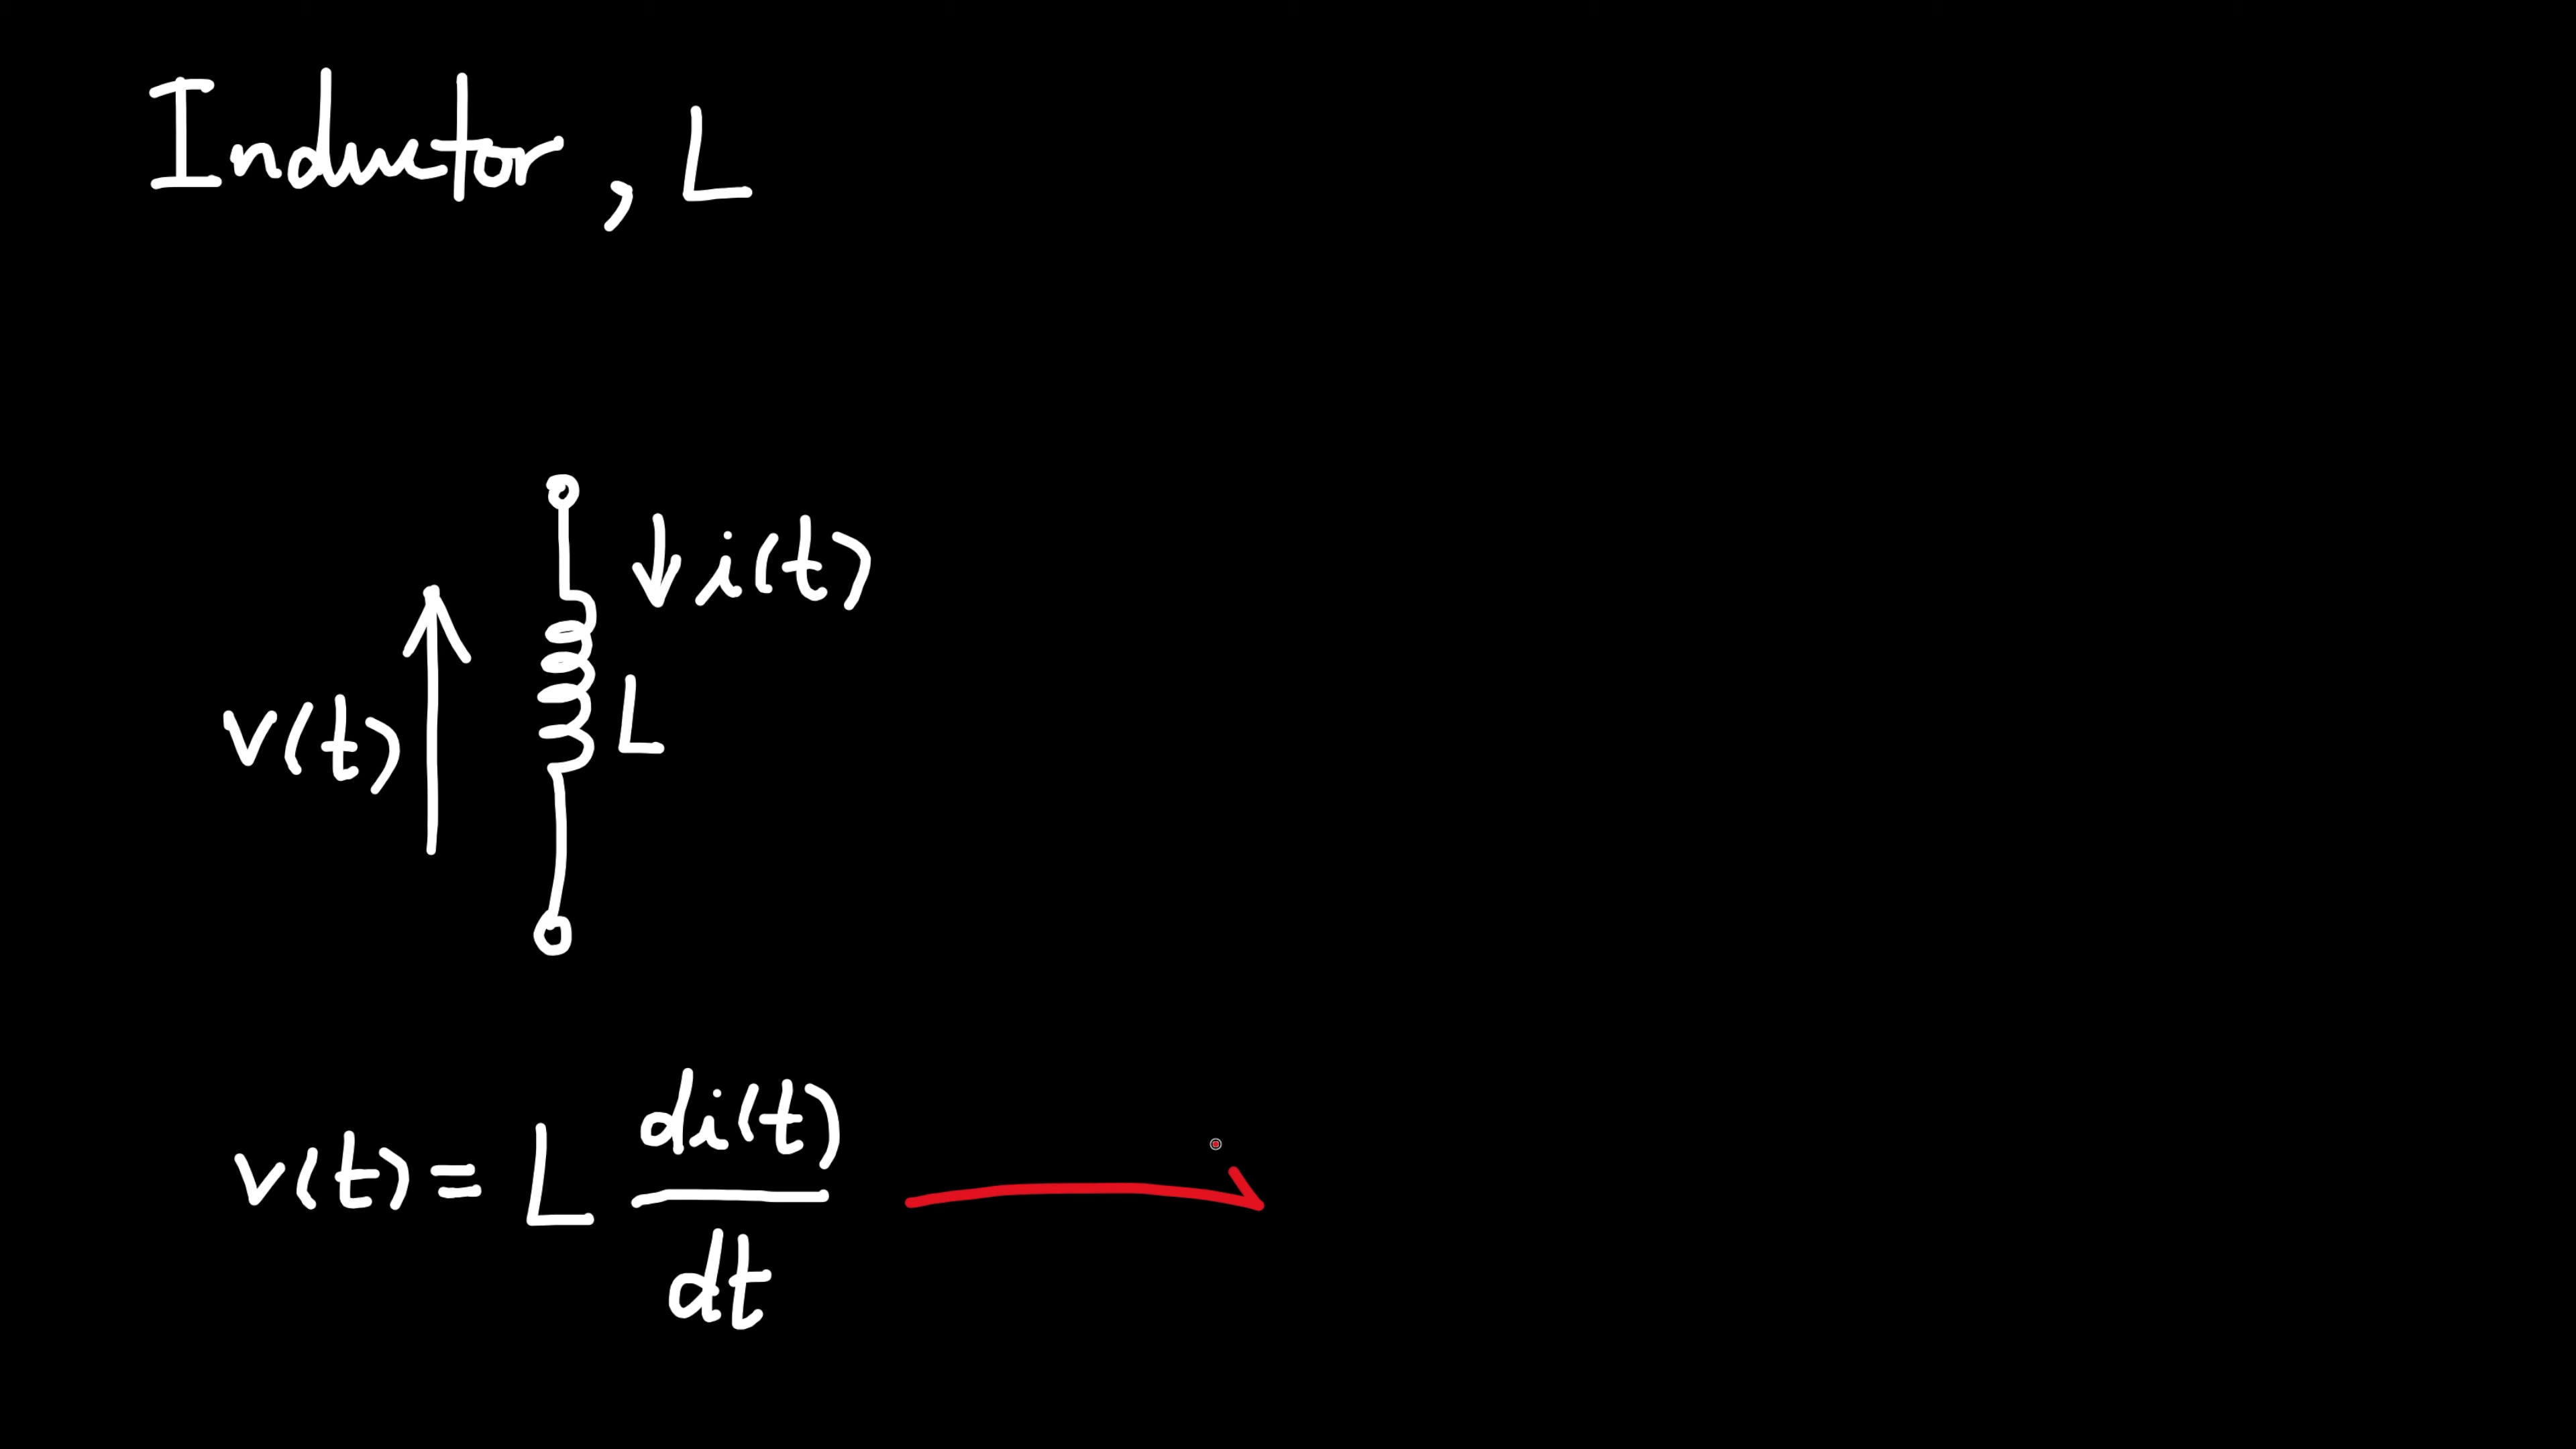 Inductor, L
i(t)
v(t)
L
v(t) = L di(t)/dt